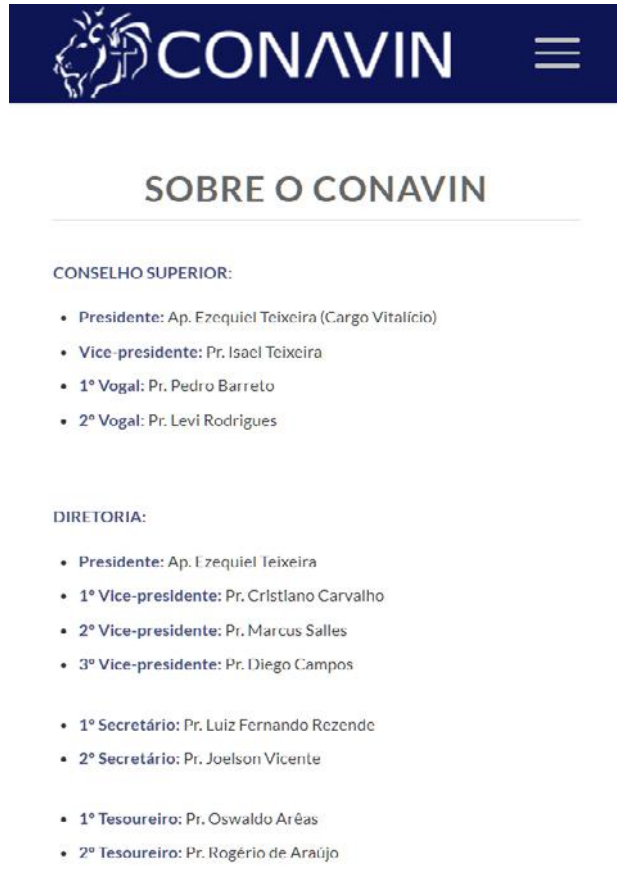 CONAVIN
SOBRE O CONAVIN
CONSELHO SUPERIOR:
• Presidente: Ap. Ezequiel Teixeira (Cargo Vitalício)
• Vice-presidente: Pr. Isael Teixeira
• 1º Vogal: Pr. Pedro Barreto
• 2º Vogal: Pr. Levi Rodrigues
DIRETORIA:
• Presidente: Ap. Ezequiel Teixeira
• 1º Vice-presidente: Pr. Cristiano Carvalho
• 2º Vice-presidente: Pr. Marcus Salles
• 3º Vice-presidente: Pr. Diego Campos
• 1º Secretário: Pr. Luiz Fernando Rezende
• 2º Secretário: Pr. Joelson Vicente
• 1º Tesoureiro: Pr. Oswaldo Arêas
• 2º Tesoureiro: Pr. Rogério de Araújo